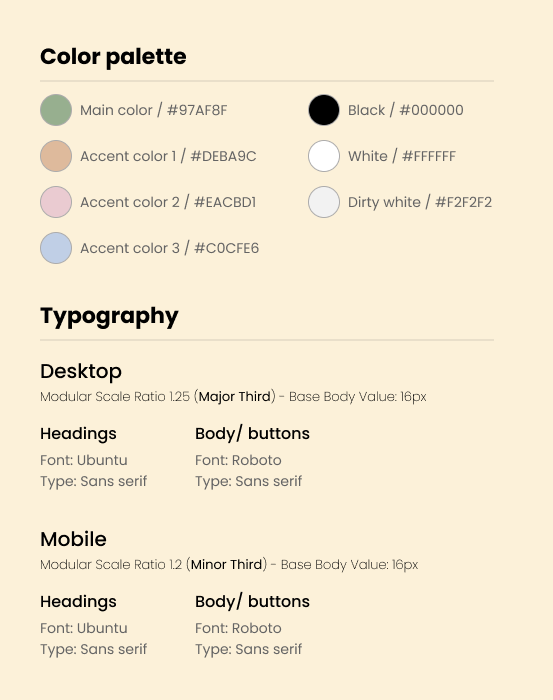 Color palette
Main color / #97AF8F
Black / #000000
Accent color 1 / #DEBA9C
White / #FFFFFF
Accent color 2 / #EACBD1
Dirty white / #F2F2F2
Accent color 3 / #C0CFE6
Typography
Desktop
Modular Scale Ratio 1.25 (Major Third) - Base Body Value: 16px
Headings
Body/ buttons
Font: Ubuntu
Font: Roboto
Type: Sans serif
Type: Sans serif
Mobile
Modular Scale Ratio 1.2 (Minor Third) - Base Body Value: 16px
Headings
Body/ buttons
Font: Ubuntu
Font: Roboto
Type: Sans serif
Type: Sans serif